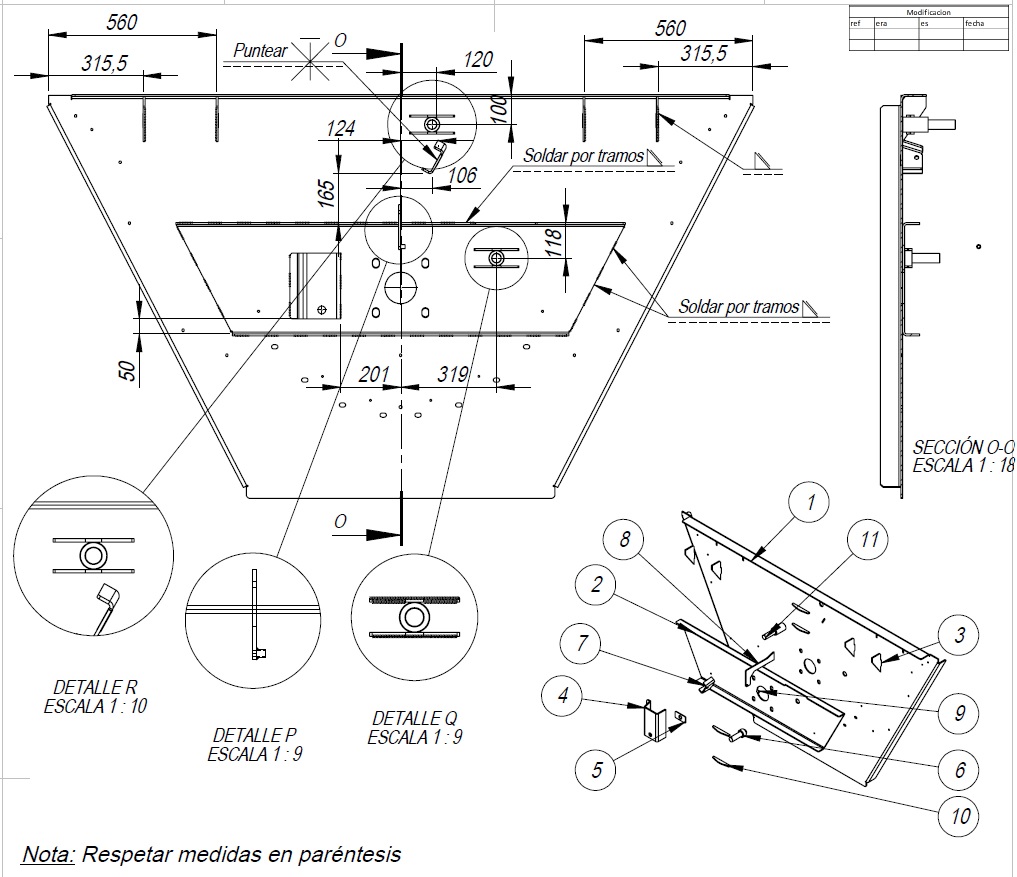 Modificacion
ref era es fecha
560
O
560
Puntear
315,5
120
315,5
100
124
Soldar por tramos
165
106
118
Soldar por tramos
50
201
319
SECCIÓN O-O
ESCALA 1 : 18
O
1
8
11
2
7
3
4
9
5
6
10
DETALLE R
ESCALA 1 : 10
DETALLE P
ESCALA 1 : 9
DETALLE Q
ESCALA 1 : 9
Nota: Respetar medidas en paréntesis